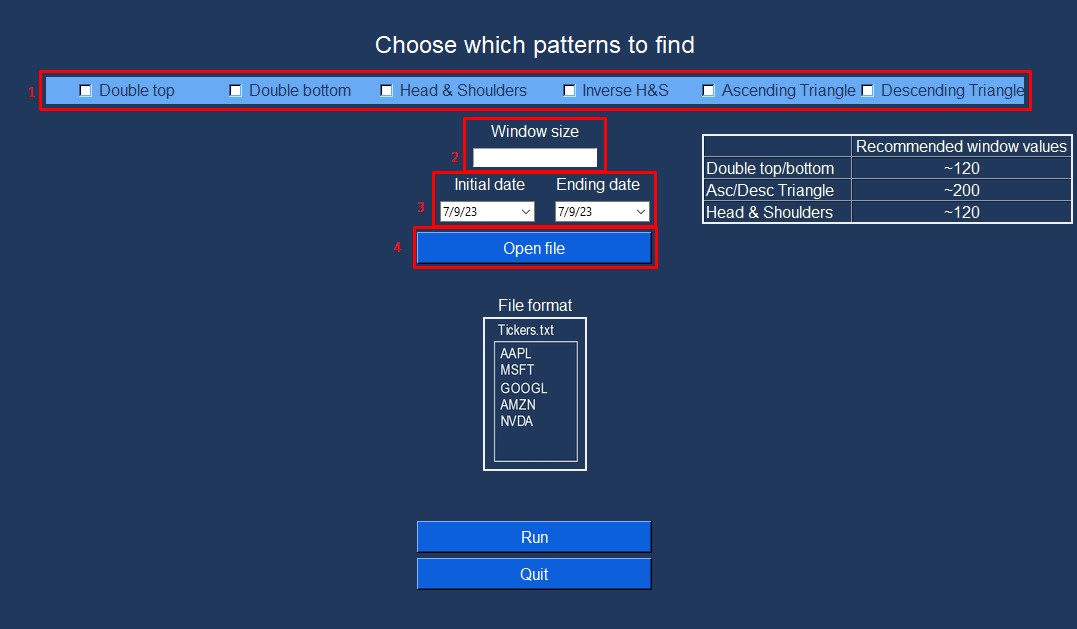 Choose which patterns to find
1 Double top Double bottom Head & Shoulders Inverse H&S Ascending Triangle Descending Triangle
Window size
2
Initial date Ending date
3 7/9/23 7/9/23
4 Open file
Recommended window values
Double top/bottom ~120
Asc/Desc Triangle ~200
Head & Shoulders ~120
File format
Tickers.txt
AAPL
MSFT
GOOGL
AMZN
NVDA
Run
Quit